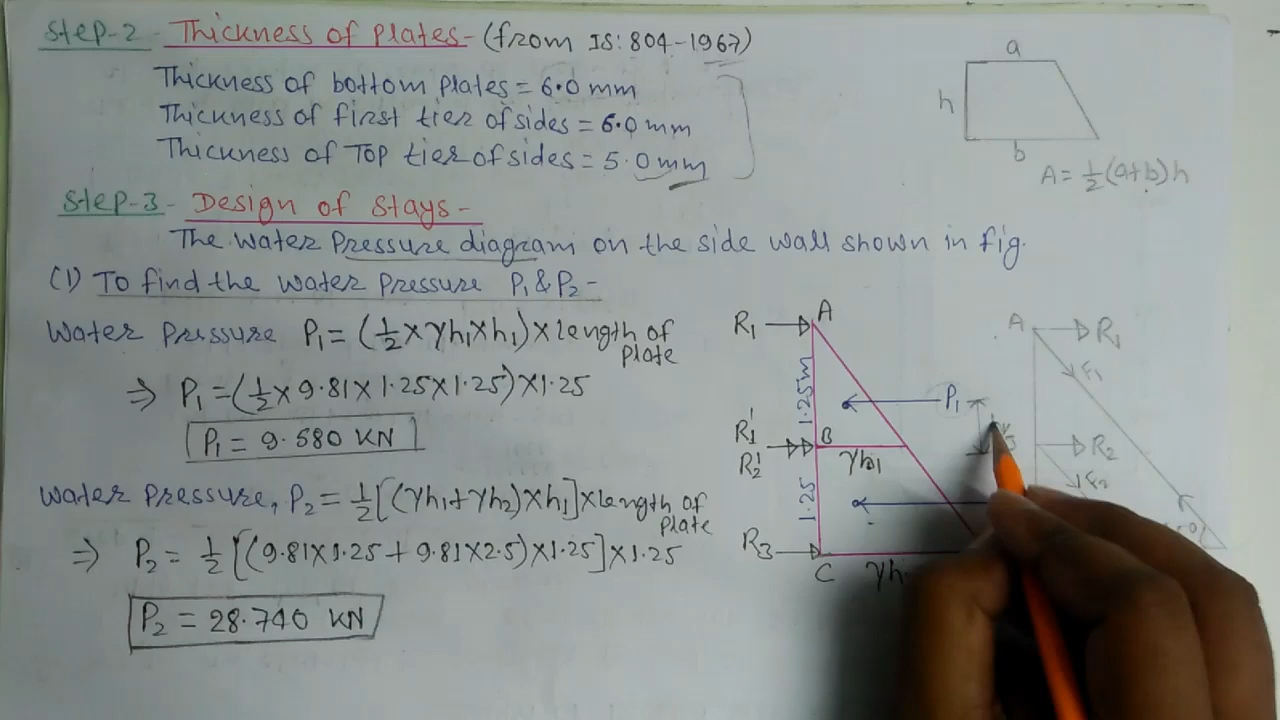 Step-2- Thickness of Plates- (from IS: 804-1967)
Thickness of bottom Plates = 6.0 mm
Thickness of first tier of sides = 6.0 mm
Thickness of Top tier of sides = 5.0 mm
a
h
b
A = ½(a+b)h
Step-3- Design of Stays-
The water Pressure diagram on the side wall shown in fig.
(1) To find the water Pressure P₁ & P₂-
Water Pressure P₁ = (½×γh₁×h₁)×length of
plate
⇒ P₁ = (½×9.81×1.25×1.25)×1.25
P₁ = 9.580 KN
Water Pressure, P₂ = ½[(γh₁+γh₂)×h₁]×length of
plate
⇒ P₂ = ½[(9.81×1.25+9.81×2.5)×1.25]×1.25
P₂ = 28.740 KN
R₁ A
1.25m
P₁
R₁'
R₂' B
γh₁
1.25
R₃
C γh
A R₁
F₁
R₂
F₂